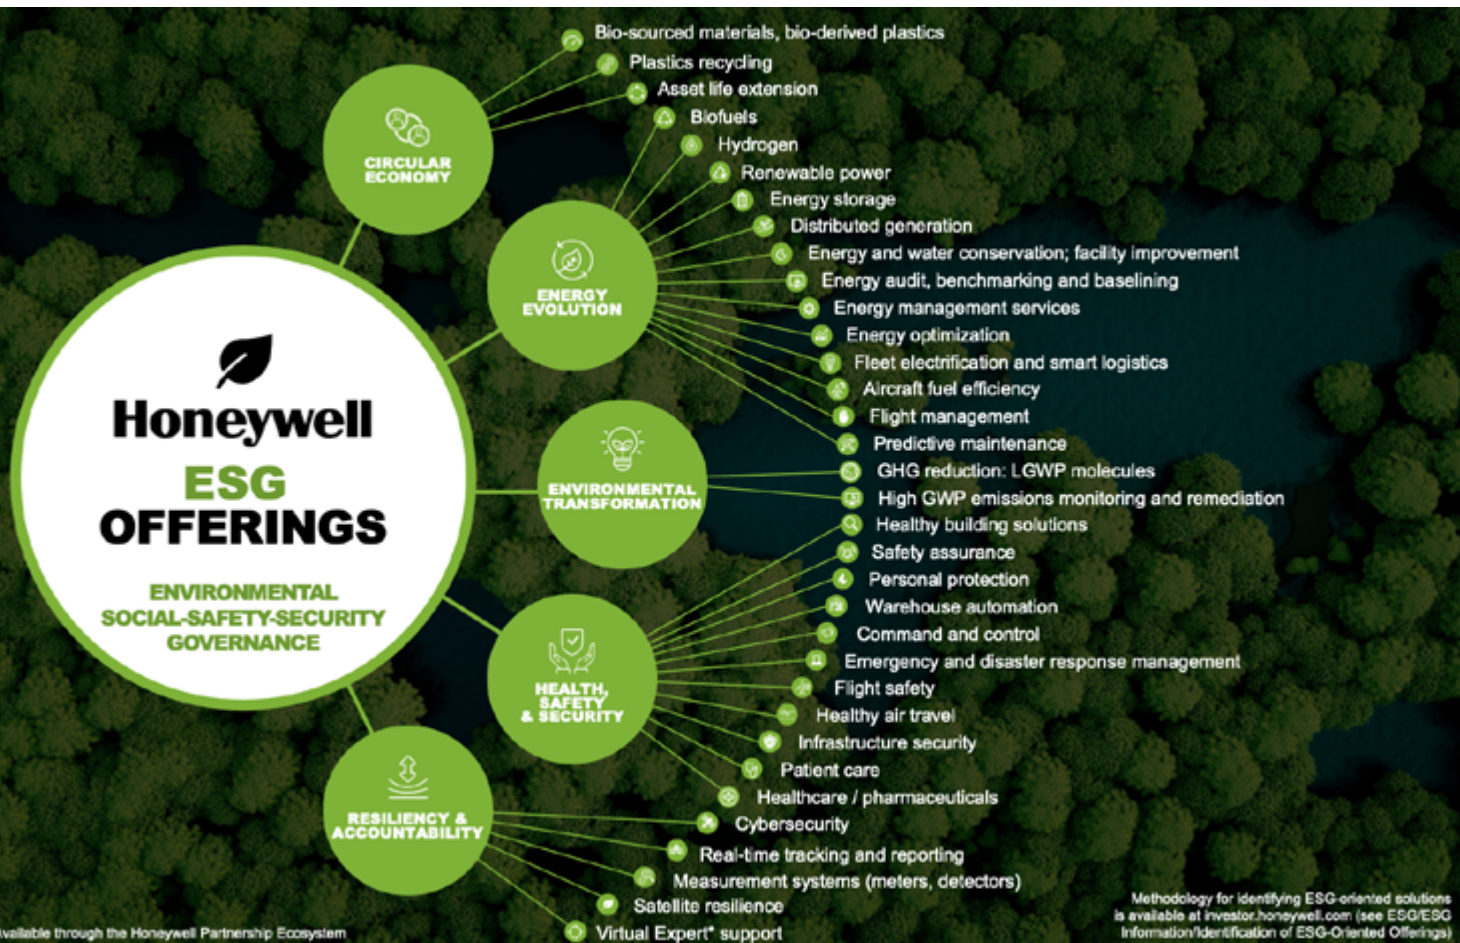 Bio-sourced materials, bio-derived plastics
Plastics recycling
Asset life extension
CIRCULAR
ECONOMY
Biofuels
Hydrogen
Renewable power
Energy storage
Distributed generation
Energy and water conservation; facility improvement
Energy audit, benchmarking and baselining
Energy management services
Energy optimization
Fleet electrification and smart logistics
Aircraft fuel efficiency
Flight management
Predictive maintenance
ENERGY
EVOLUTION
Honeywell
ESG
OFFERINGS
ENVIRONMENTAL
SOCIAL-SAFETY-SECURITY
GOVERNANCE
GHG reduction: LGWP molecules
High GWP emissions monitoring and remediation
ENVIRONMENTAL
TRANSFORMATION
Healthy building solutions
Safety assurance
Personal protection
Warehouse automation
Command and control
Emergency and disaster response management
Flight safety
Healthy air travel
Infrastructure security
Patient care
Healthcare / pharmaceuticals
HEALTH,
SAFETY
& SECURITY
Cybersecurity
Real-time tracking and reporting
Measurement systems (meters, detectors)
Satellite resilience
Virtual Expert* support
RESILIENCY &
ACCOUNTABILITY
available through the Honeywell Partnership Ecosystem
Methodology for identifying ESG-oriented solutions
is available at investor.honeywell.com (see ESG/ESG
Information/Identification of ESG-Oriented Offerings)